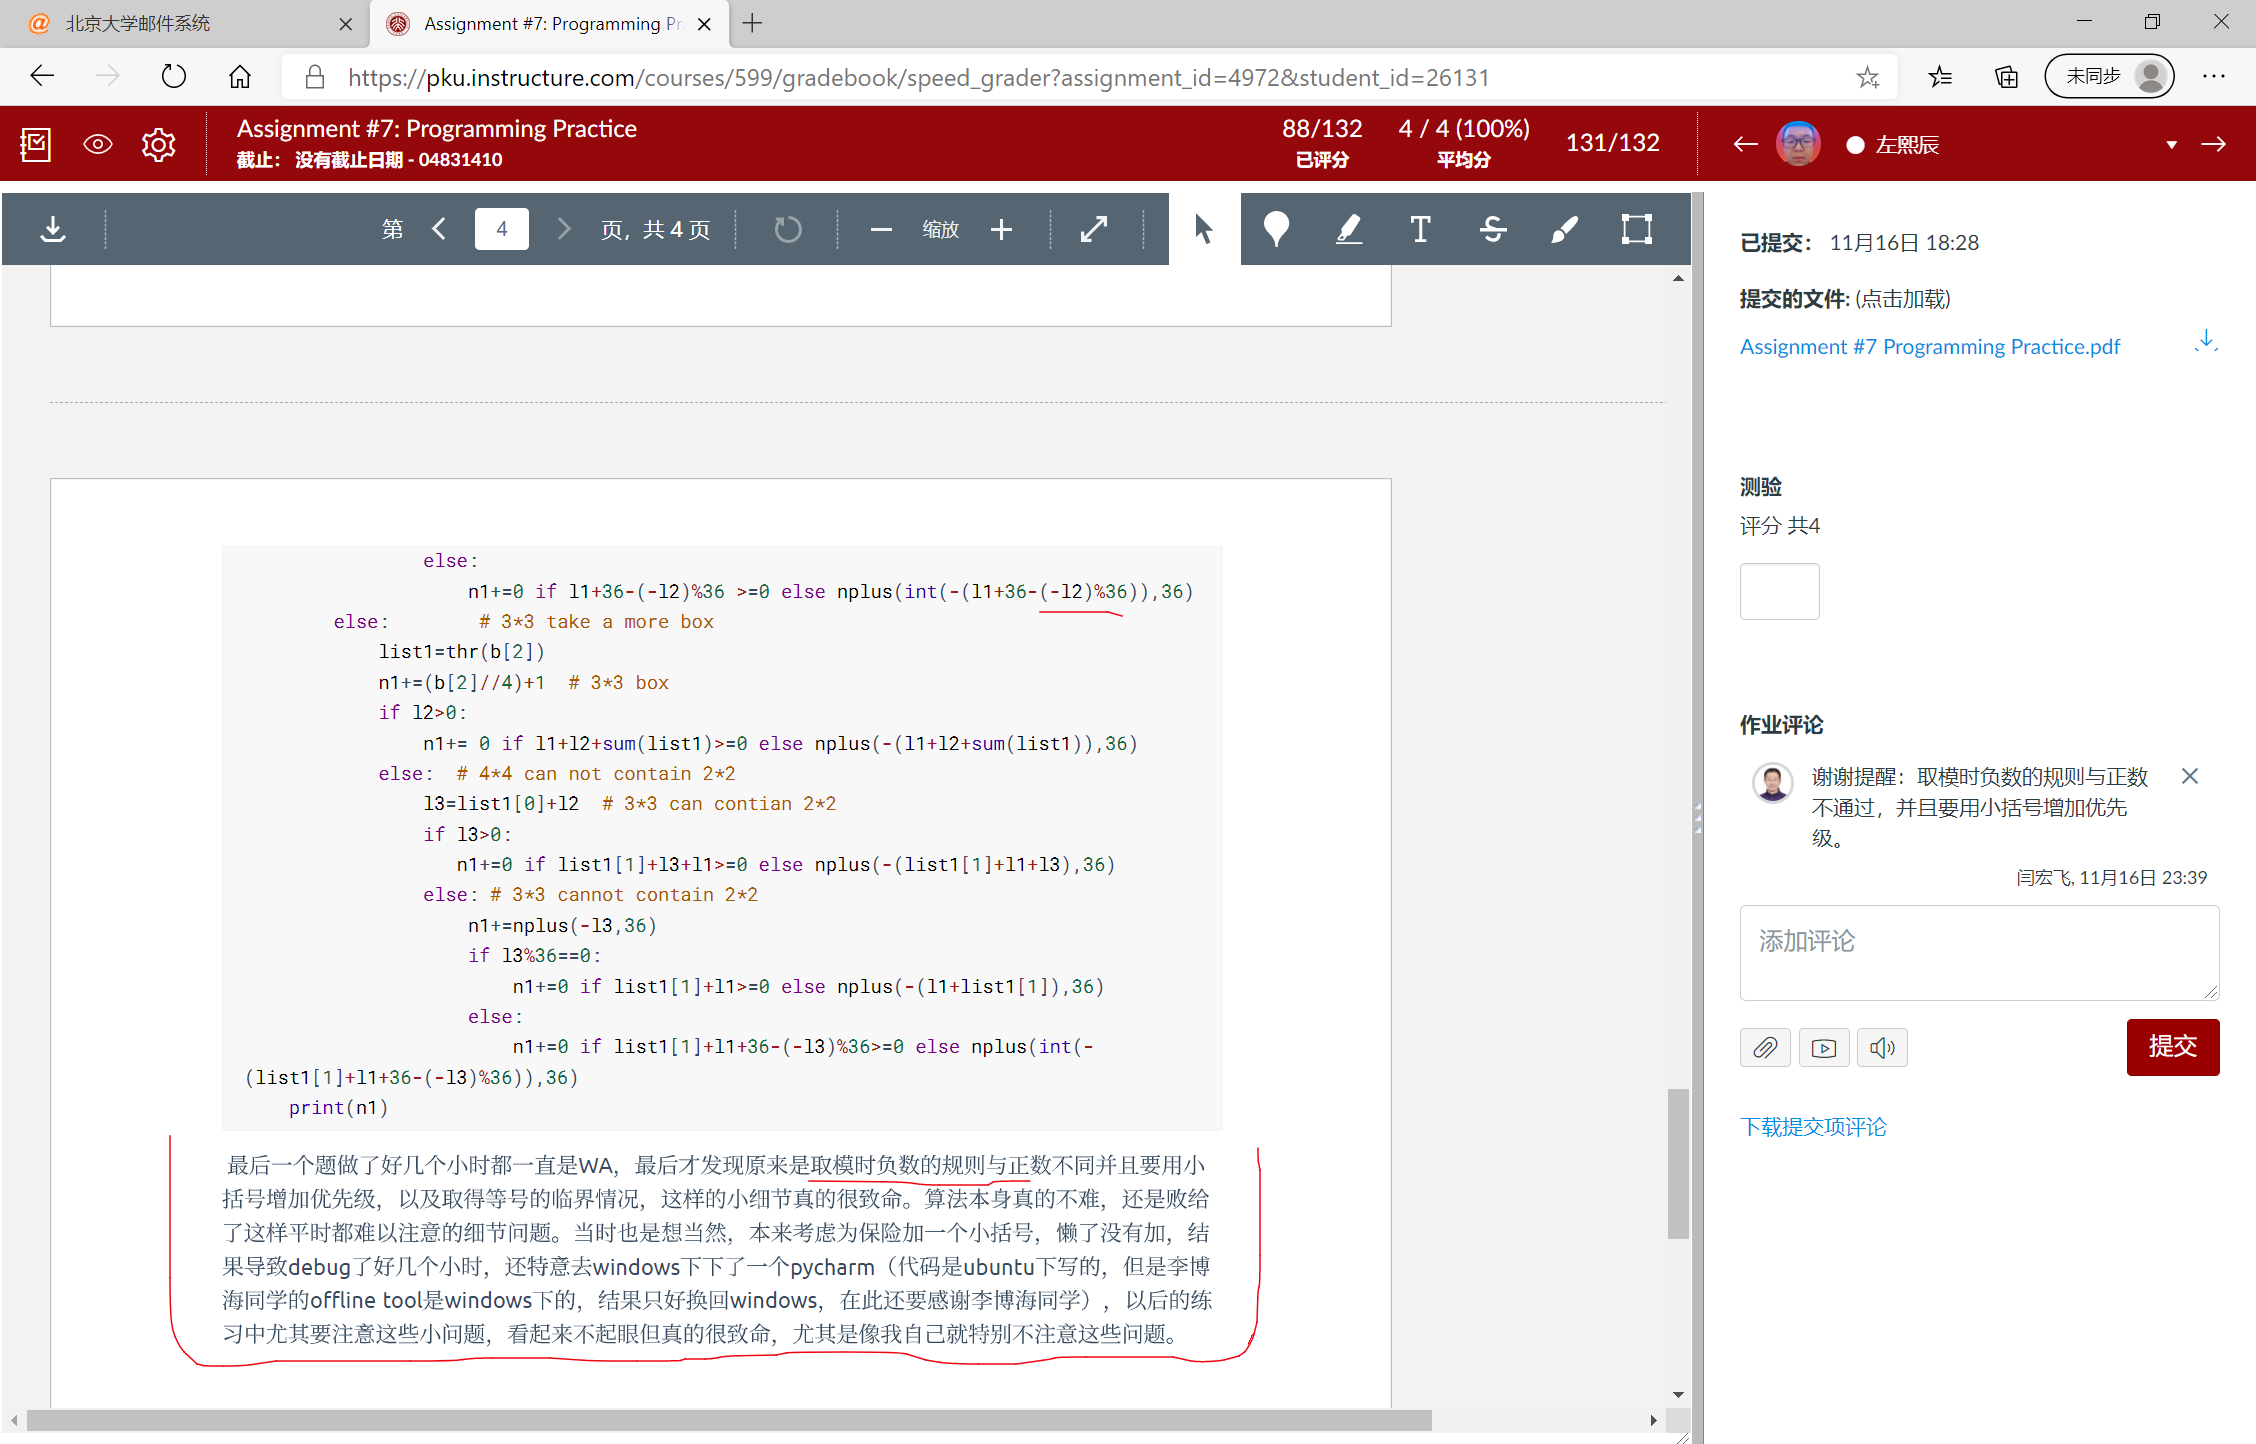 北京大学邮件系统
Assignment #7: Programming Pr
https://pku.instructure.com/courses/599/gradebook/speed_grader?assignment_id=4972&student_id=26131
未同步
Assignment #7: Programming Practice
截止： 没有截止日期 - 04831410
88/132
已评分
4 / 4 (100%)
平均分
131/132
左熙辰
第
4
页，共 4 页
缩放
T
S
else:
n1+=0 if l1+36-(-l2)%36 >=0 else nplus(int(-(l1+36-(-l2)%36)),36)
else: # 3*3 take a more box
list1=thr(b[2])
n1+=(b[2]//4)+1 # 3*3 box
if l2>0:
n1+= 0 if l1+l2+sum(list1)>=0 else nplus(-(l1+l2+sum(list1)),36)
else: # 4*4 can not contain 2*2
l3=list1[0]+l2 # 3*3 can contian 2*2
if l3>0:
n1+=0 if list1[1]+l3+l1>=0 else nplus(-(list1[1]+l1+l3),36)
else: # 3*3 cannot contain 2*2
n1+=nplus(-l3,36)
if l3%36==0:
n1+=0 if list1[1]+l1>=0 else nplus(-(l1+list1[1]),36)
else:
n1+=0 if list1[1]+l1+36-(-l3)%36>=0 else nplus(int(-
(list1[1]+l1+36-(-l3)%36)),36)
print(n1)
最后一个题做了好几个小时都一直是WA，最后才发现原来是取模时负数的规则与正数不同并且要用小
括号增加优先级，以及取得等号的临界情况，这样的小细节真的很致命。算法本身真的不难，还是败给
了这样平时都难以注意的细节问题。当时也是想当然，本来考虑为保险加一个小括号，懒了没有加，结
果导致debug了好几个小时，还特意去windows下下了一个pycharm（代码是ubuntu下写的，但是李博
海同学的offline tool是windows下的，结果只好换回windows，在此还要感谢李博海同学），以后的练
习中尤其要注意这些小问题，看起来不起眼但真的很致命，尤其是像我自己就特别不注意这些问题。
已提交： 11月16日 18:28
提交的文件: (点击加载)
Assignment #7 Programming Practice.pdf
测验
评分 共4
作业评论
谢谢提醒：取模时负数的规则与正数
不通过，并且要用小括号增加优先
级。
闫宏飞, 11月16日 23:39
添加评论
提交
下载提交项评论